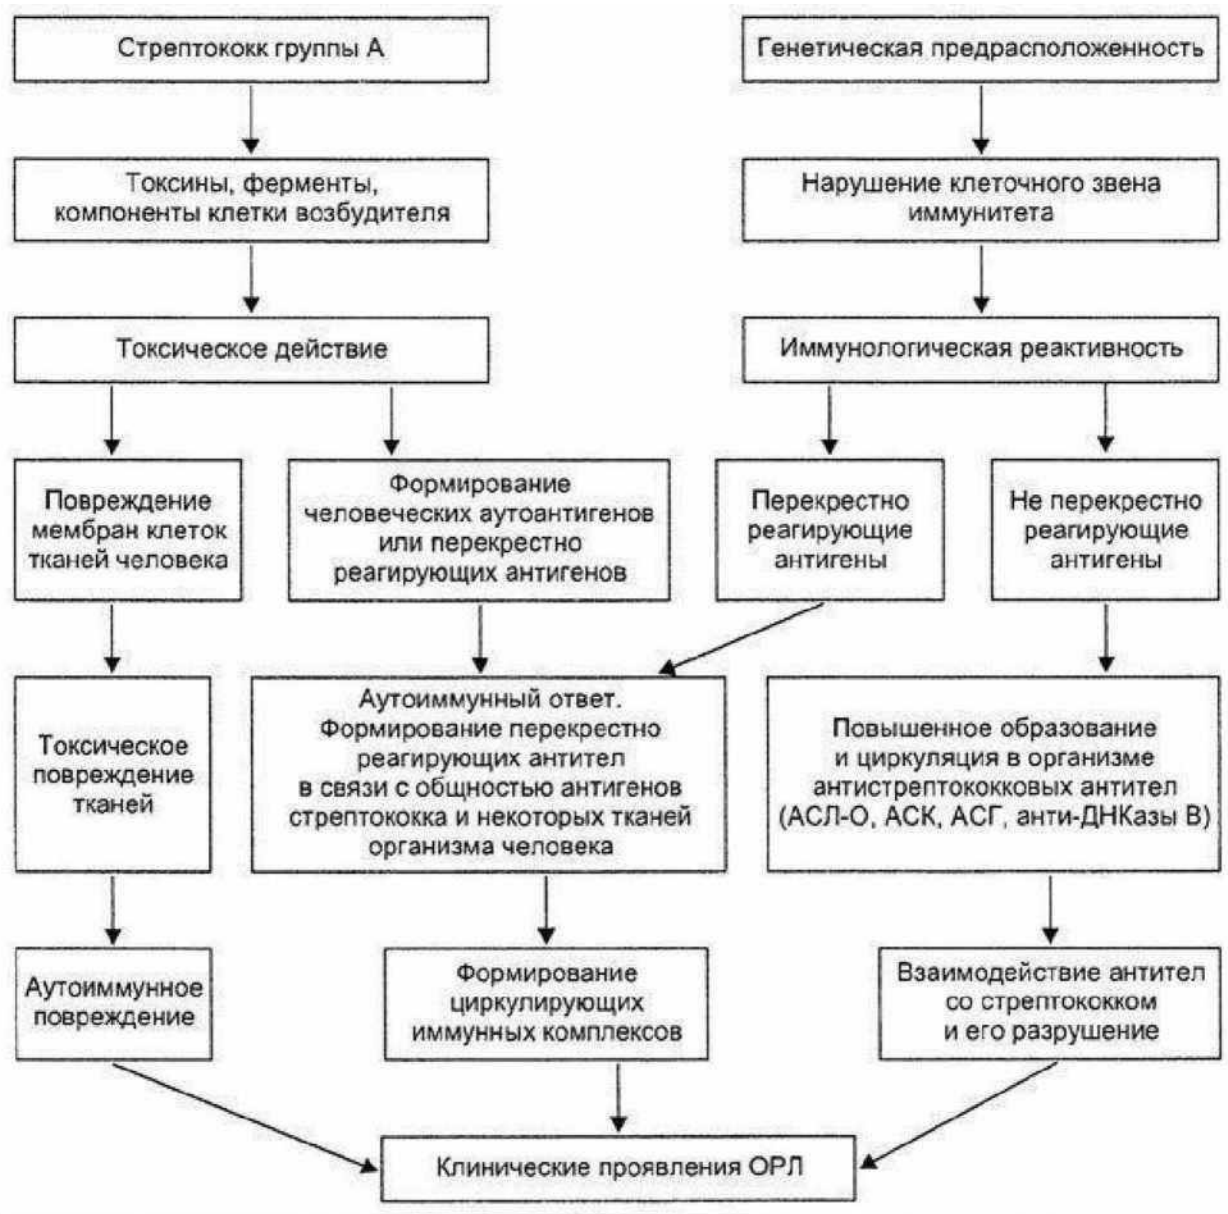 Стрептококк группы А
Генетическая предрасположенность
Токсины, ферменты,
компоненты клетки возбудителя
Нарушение клеточного звена
иммунитета
Токсическое действие
Иммунологическая реактивность
Повреждение
мембран клеток
тканей человека
Формирование
человеческих аутоантигенов
или перекрестно
реагирующих антигенов
Перекрестно
реагирующие
антигены
Не перекрестно
реагирующие
антигены
Токсическое
повреждение
тканей
Аутоиммунный ответ.
Формирование перекрестно
реагирующих антител
в связи с общностью антигенов
стрептококка и некоторых тканей
организма человека
Повышенное образование
и циркуляция в организме
антистрептококковых антител
(АСЛ-О, АСК, АСГ, анти-ДНКазы В)
Аутоиммунное
повреждение
Формирование
циркулирующих
иммунных комплексов
Взаимодействие антител
со стрептококком
и его разрушение
Клинические проявления ОРЛ